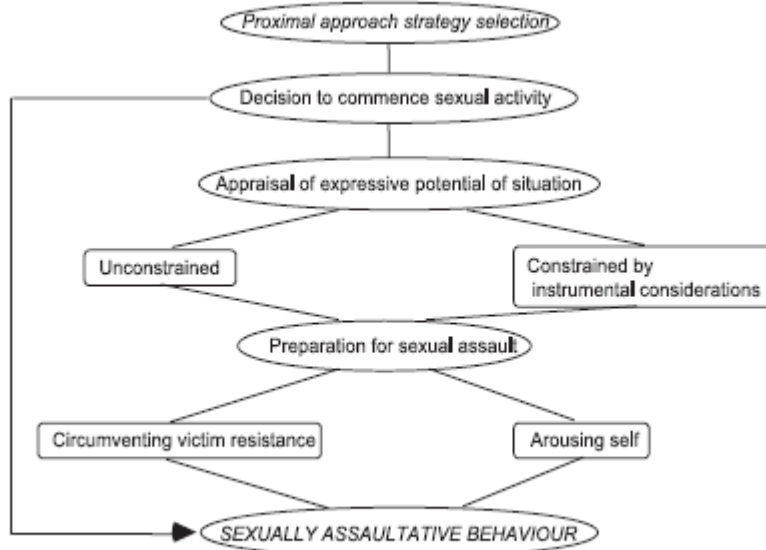 Proximal approach strategy selection
Decision to commence sexual activity
Appraisal of expressive potential of situation
Unconstrained
Constrained by
instrumental considerations
Preparation for sexual assault
Circumventing victim resistance
Arousing self
SEXUALLY ASSAULTATIVE BEHAVIOUR